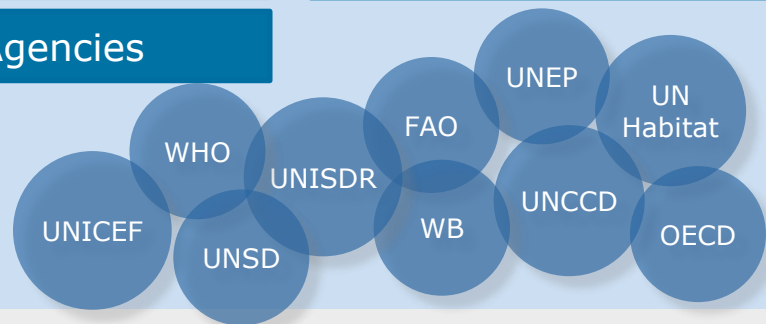 Agencies
UNICEF
WHO
UNSD
UNISDR
FAO
WB
UNEP
UNCCD
UN
Habitat
OECD